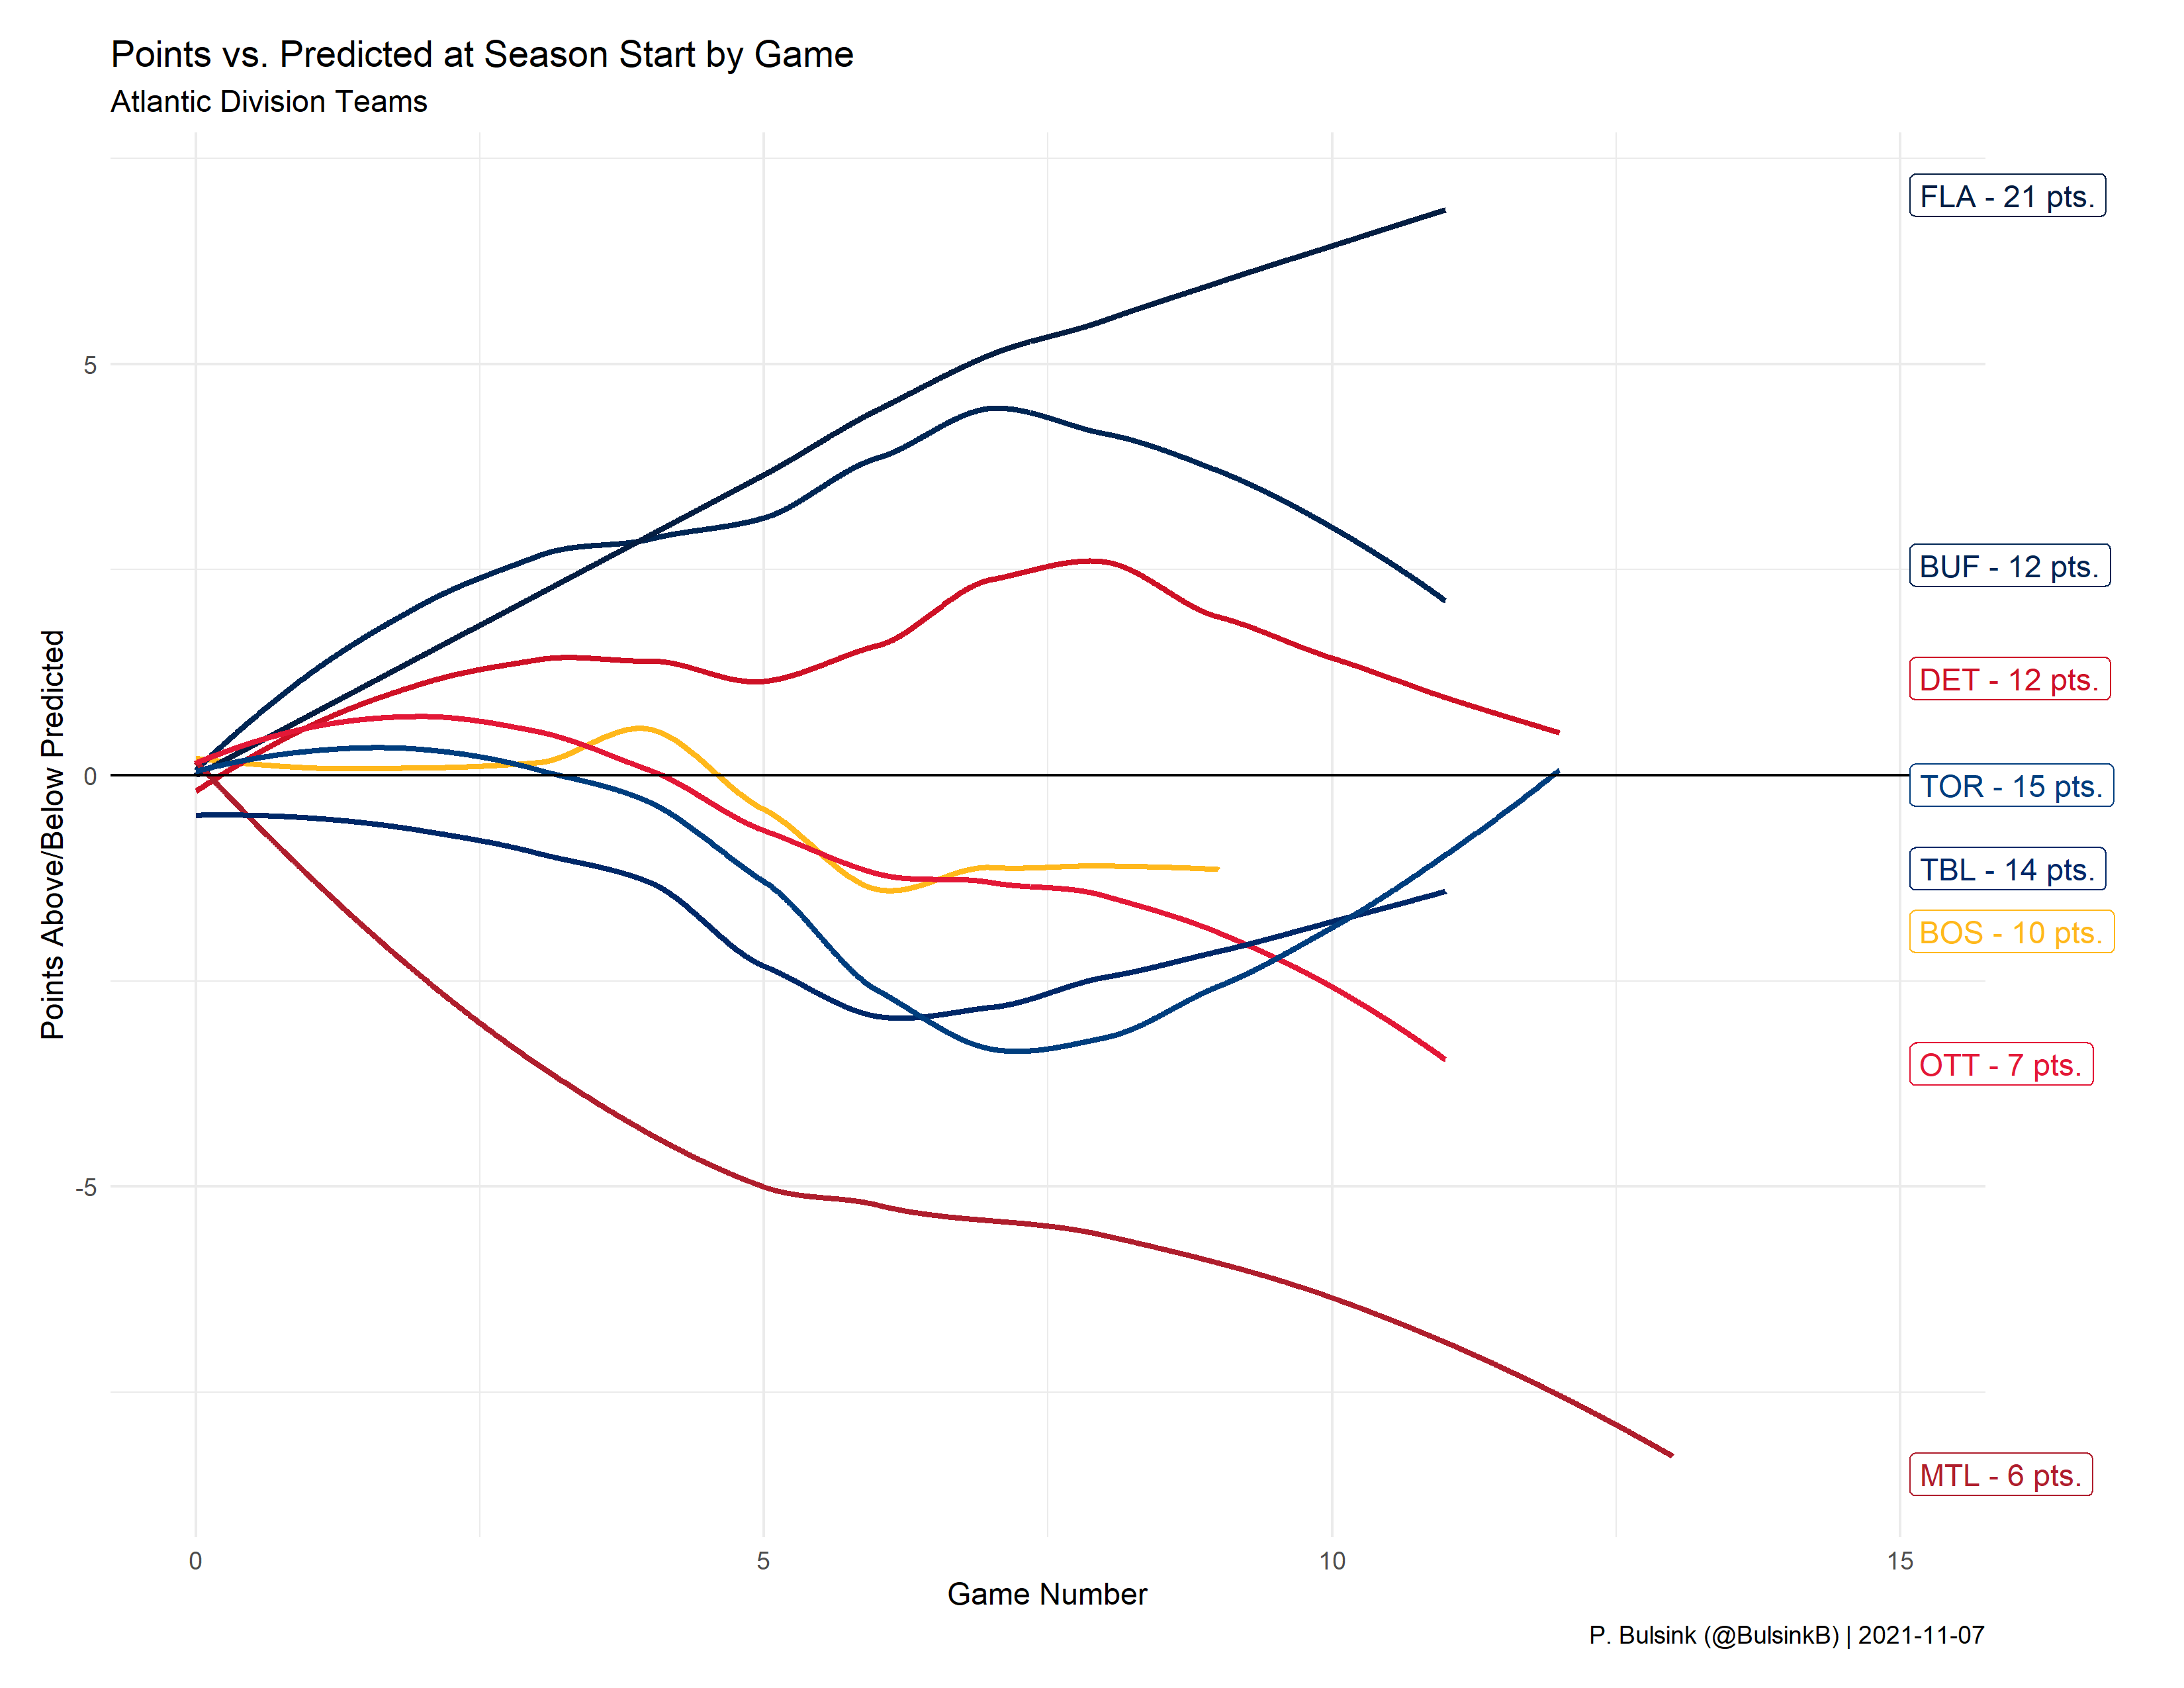 Points vs. Predicted at Season Start by Game
Atlantic Division Teams
Points Above/Below Predicted
5
0
-5
FLA - 21 pts.
BUF - 12 pts.
DET - 12 pts.
TOR - 15 pts.
TBL - 14 pts.
BOS - 10 pts.
OTT - 7 pts.
MTL - 6 pts.
0 5 10 15
Game Number
P. Bulsink (@BulsinkB) | 2021-11-07